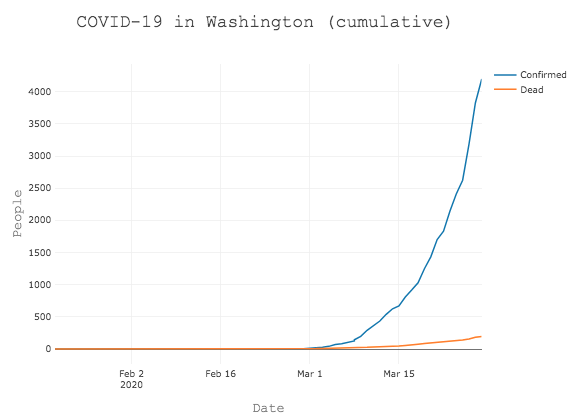 COVID-19 in Washington (cumulative)
Confirmed
Dead
4000
3500
3000
2500
2000
1500
1000
500
0
People
Feb 2
2020
Feb 16
Mar 1
Mar 15
Date